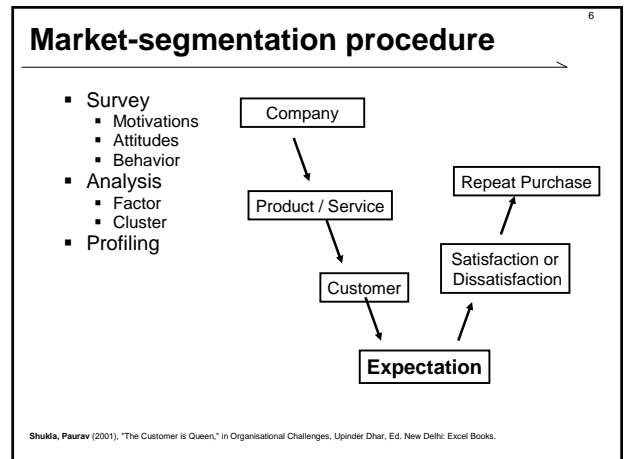 6
Market-segmentation procedure
▪ Survey
▪ Motivations
▪ Attitudes
▪ Behavior
▪ Analysis
▪ Factor
▪ Cluster
▪ Profiling
Company
Product / Service
Customer
Expectation
Satisfaction or
Dissatisfaction
Repeat Purchase
Shukla, Paurav (2001), "The Customer is Queen," in Organisational Challenges, Upinder Dhar, Ed. New Delhi: Excel Books.